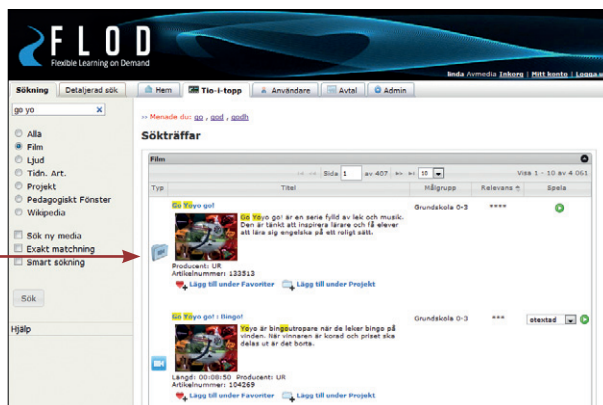 FLOD
Flexible Learning on Demand
linda Avmedia Inkorg | Mitt konto | Logga u
Sökning Detaljerad sök Hem Tio-i-topp Användare Avtal Admin
go yo x
Alla
Film
Ljud
Tidn. Art.
Projekt
Pedagogiskt Fönster
Wikipedia
Sök ny media
Exakt matchning
Smart sökning
Sök
Hjälp
>> Menade du: go , god , godh
Sökträffar
Film
Sida 1 av 407 10 Visa 1 - 10 av 4 061
Typ Titel Målgrupp Relevans Spela
Go Yoyo go! Grundskola 0-3 ****
Go Yoyo go! är en serie fylld av lek och musik.
Den är tänkt att inspirera lärare och få elever
att lära sig engelska på ett roligt sätt.
Producent: UR
Artikelnummer: 133513
Lägg till under Favoriter Lägg till under Projekt
Go Yoyo go! : Bingo! Grundskola 0-3 *** otextad
Yoyo är bingoutropare när de leker bingo på
vinden. När vinnaren är korad och priset ska
delas ut är det borta.
Längd: 00:08:50 Producent: UR
Artikelnummer: 104269
Lägg till under Favoriter Lägg till under Projekt